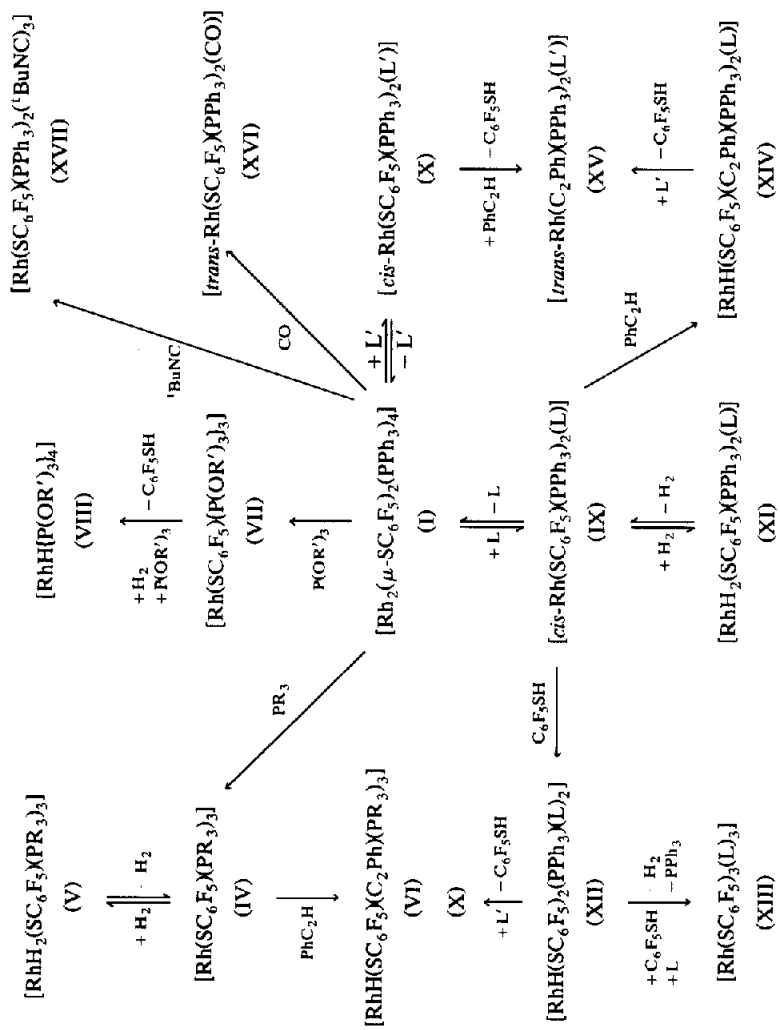 [RhH₂(SC₆F₅)(PR₃)₃]
(V)
+ H₂
- H₂
[Rh(SC₆F₅)(PR₃)₃]
(IV)
PhC₂H
[RhH(SC₆F₅)(C₂Ph)(PR₃)₃]
(VI)
(X)
+ L'
- C₆F₅SH
[RhH(SC₆F₅)₂(PPh₃)(L)₂]
(XII)
+C₆F₅SH
+ L
- H₂
-PPh₃
[Rh(SC₆F₅)₃(L)₃]
(XIII)
PR₃
C₆F₅SH
[RhH{P(OR')₃}₄]
(VIII)
+ H₂
+ P(OR')₃
- C₆F₅SH
[Rh(SC₆F₅){P(OR')₃}₃]
(VII)
P(OR')₃
[Rh₂(μ-SC₆F₅)₂(PPh₃)₄]
(I)
+ L
- L
[cis-Rh(SC₆F₅)(PPh₃)₂(L)]
(IX)
+ H₂
- H₂
[RhH₂(SC₆F₅)(PPh₃)₂(L)]
(XI)
ᵗBuNC
CO
+ L'
- L'
PhC₂H
[Rh(SC₆F₅)(PPh₃)₂(ᵗBuNC)₃]
(XVII)
[trans-Rh(SC₆F₅)(PPh₃)₂(CO)]
(XVI)
[cis-Rh(SC₆F₅)(PPh₃)₂(L')]
(X)
+ PhC₂H
- C₆F₅SH
[trans-Rh(C₂Ph)(PPh₃)₂(L')]
(XV)
+ L'
- C₆F₅SH
[RhH(SC₆F₅)(C₂Ph)(PPh₃)₂(L)]
(XIV)